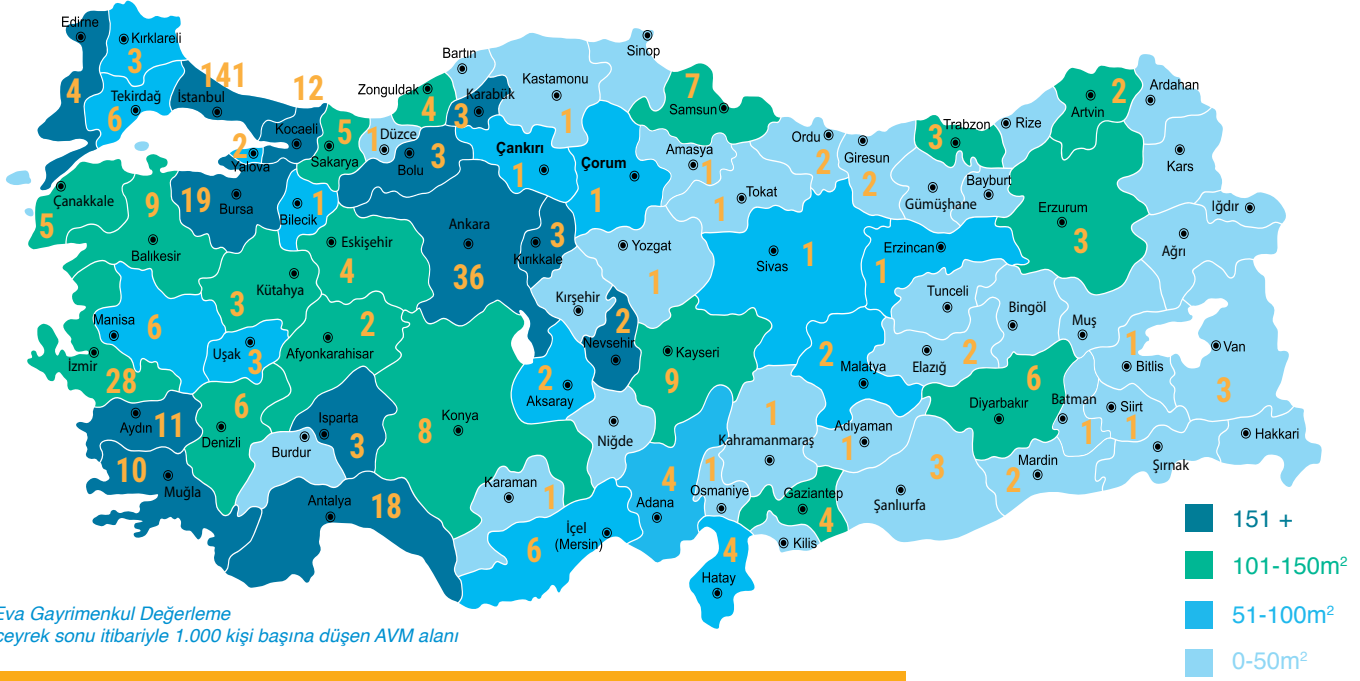 Edirne
4
Kırklareli
3
Tekirdağ
6
141
İstanbul
12
Kocaeli
2
Yalova
5
Sakarya
1
Düzce
Zonguldak
4
Bartın
Karabük
3
3
Bolu
Kastamonu
1
Sinop
7
Samsun
Çankırı
1
Çorum
1
Amasya
1
Tokat
1
Ordu
2
Giresun
2
Trabzon
3
Gümüşhane
Bayburt
Rize
Artvin
2
Ardahan
Kars
Iğdır
Ağrı
Erzurum
3
Erzincan
1
Çanakkale
5
9
Balıkesir
19
Bursa
Bilecik
1
Eskişehir
4
Kütahya
3
Ankara
36
3
Kırıkkale
Yozgat
1
Kırşehir
Sivas
1
Tunceli
Bingöl
Muş
Manisa
6
Uşak
3
2
Afyonkarahisar
İzmir
28
Aydın
11
6
Denizli
Isparta
3
Burdur
10
Muğla
Antalya
18
Konya
8
2
Aksaray
2
Nevsehir
Kayseri
9
Niğde
Karaman
1
İçel
(Mersin)
6
4
Adana
1
Osmaniye
1
Kahramanmaraş
2
Malatya
Adıyaman
1
Elazığ
2
6
Diyarbakır
Batman
1
Siirt
1
1
Bitlis
Van
3
Hakkari
Şırnak
Mardin
2
3
Şanlıurfa
Gaziantep
4
Kilis
4
Hatay
151 +
101-150m²
51-100m²
0-50m²
Eva Gayrimenkul Değerleme
çeyrek sonu itibariyle 1.000 kişi başına düşen AVM alanı